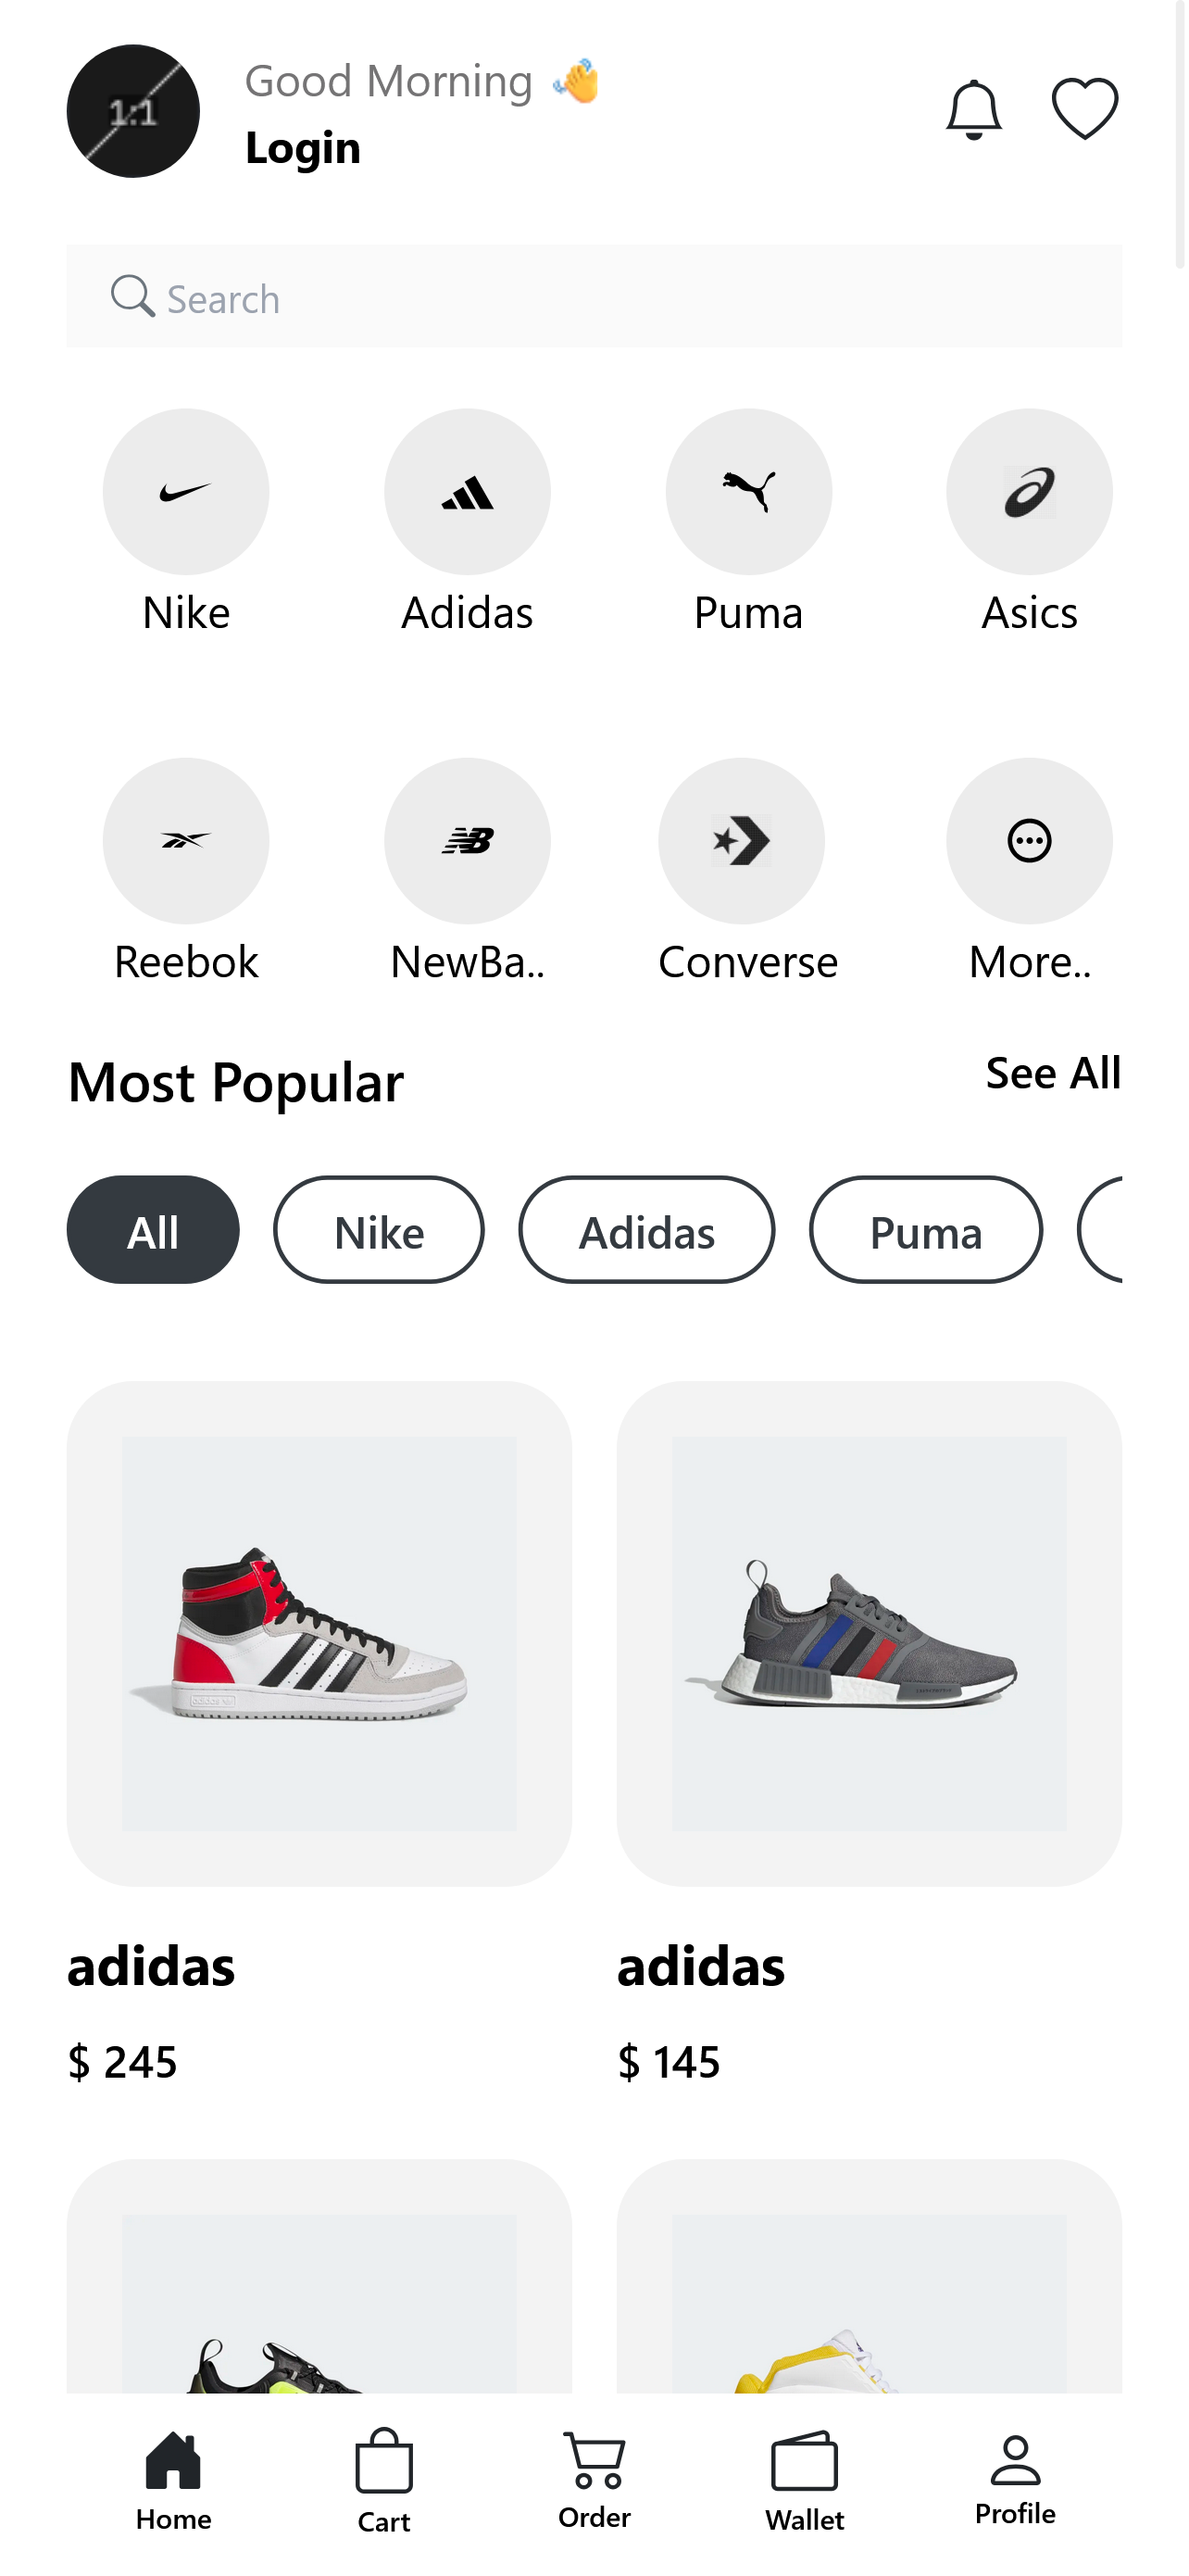 1:1
Good Morning 👋
Login
Search
Nike
Adidas
Puma
Asics
Reebok
NewBa..
Converse
More..
Most Popular
See All
All
Nike
Adidas
Puma
adidas
adidas
$ 245
$ 145
Home
Cart
Order
Wallet
Profile